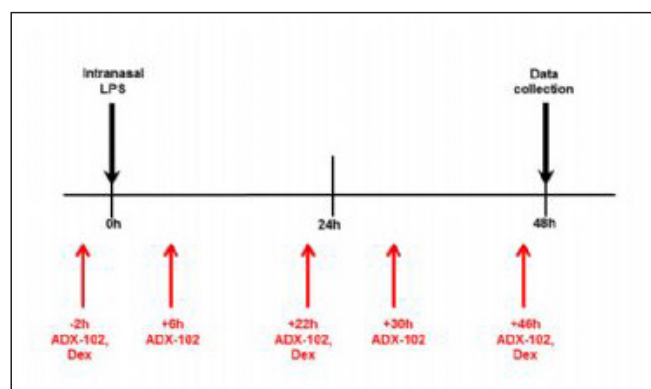 Intranasal
LPS
Data
collection
0h
24h
48h
-2h
ADX-102,
Dex
+6h
ADX-102
+22h
ADX-102,
Dex
+30h
ADX-102
+46h
ADX-102,
Dex